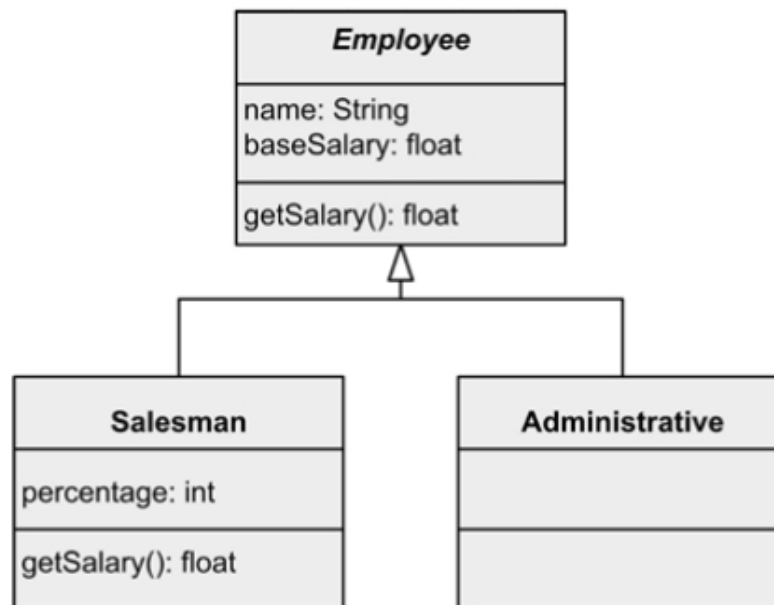 Employee
name: String
baseSalary: float
getSalary(): float
Salesman
percentage: int
getSalary(): float
Administrative